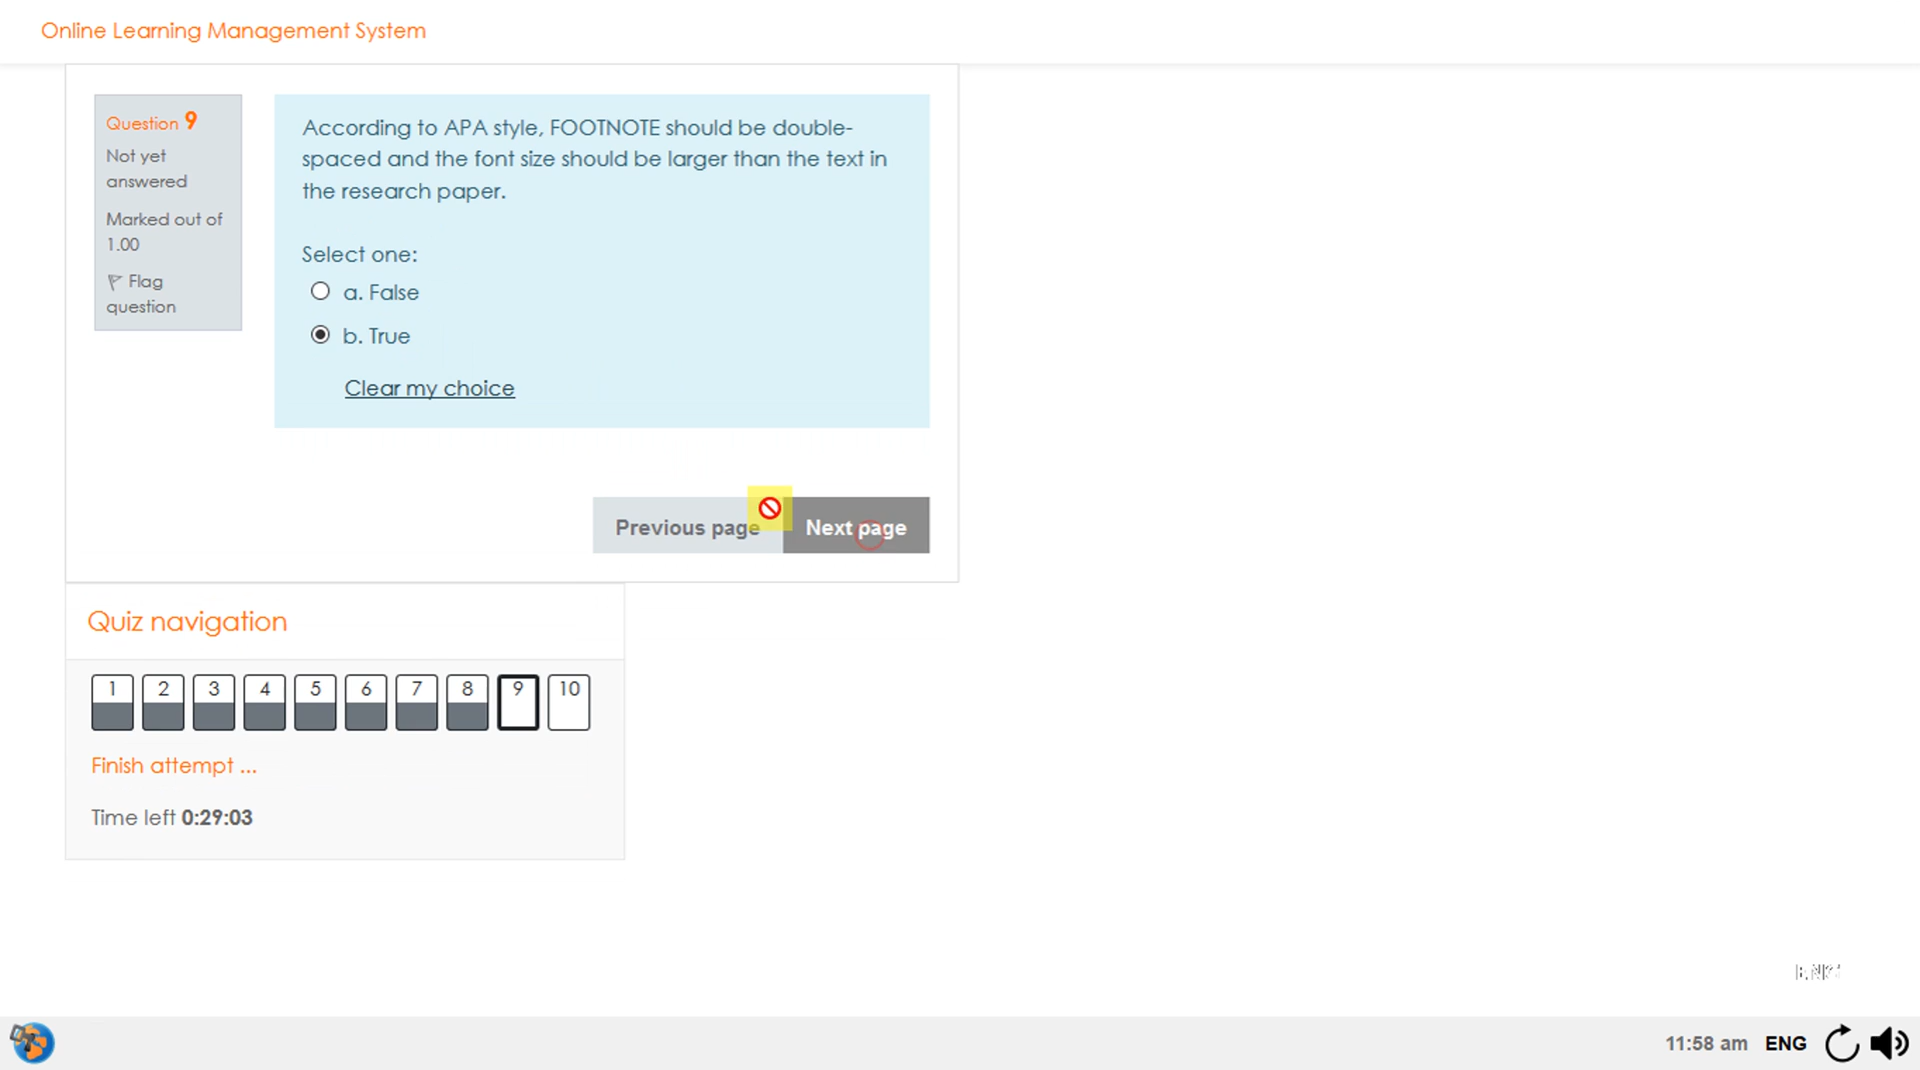 Online Learning Management System
Question 9
Not yet
answered
Marked out of
1.00
Flag
question
According to APA style, FOOTNOTE should be double-
spaced and the font size should be larger than the text in
the research paper.
Select one:
a. False
b. True
Clear my choice
Previous page
Next page
Quiz navigation
1 2 3 4 5 6 7 8 9 10
Finish attempt ...
Time left 0:29:03
11:58 am ENG